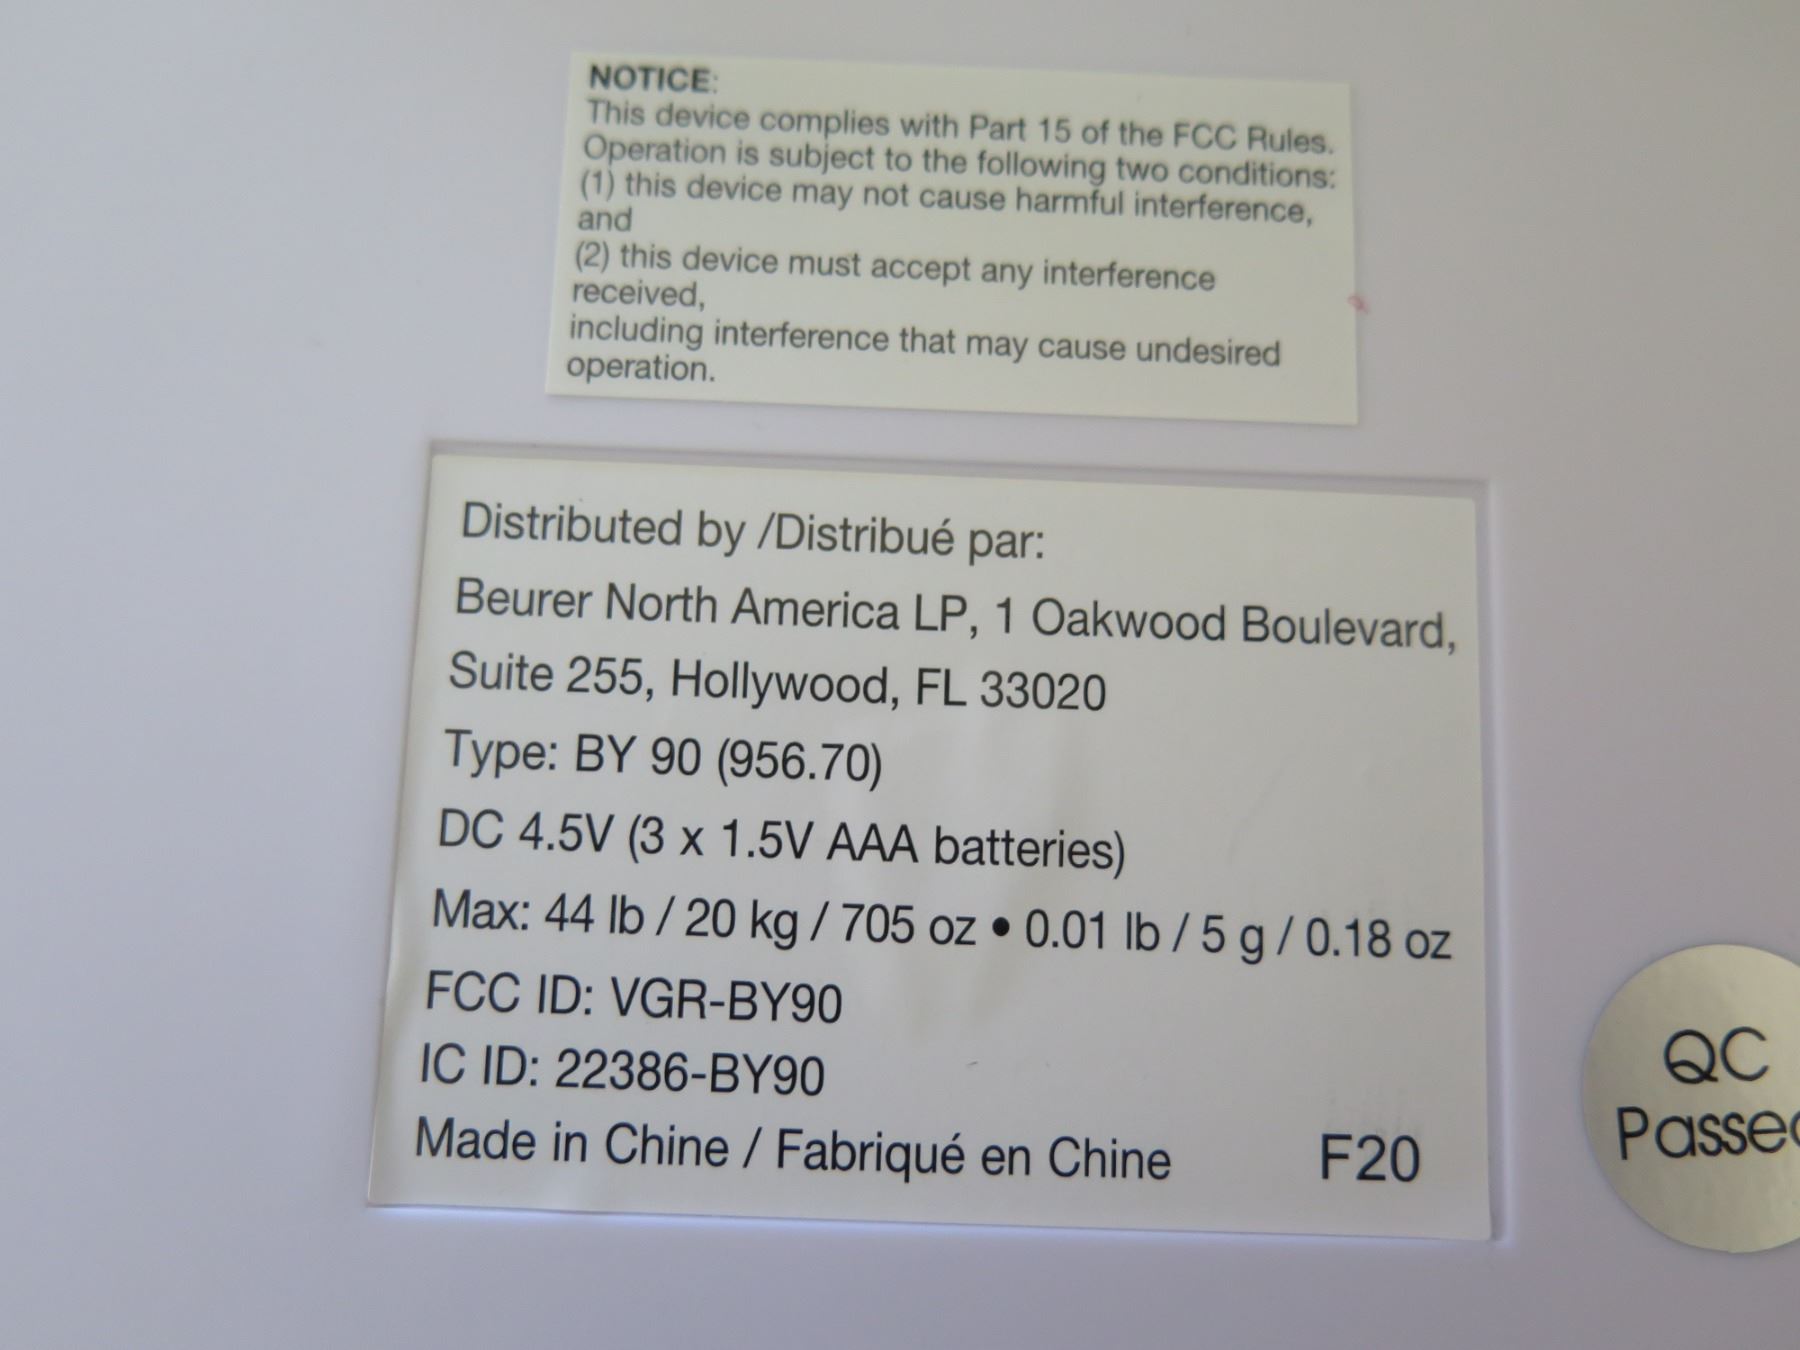 NOTICE:
This device complies with Part 15 of the FCC Rules.
Operation is subject to the following two conditions:
(1) this device may not cause harmful interference,
and
(2) this device must accept any interference
received,
including interference that may cause undesired
operation.
Distributed by /Distribué par:
Beurer North America LP, 1 Oakwood Boulevard,
Suite 255, Hollywood, FL 33020
Type: BY 90 (956.70)
DC 4.5V (3 x 1.5V AAA batteries)
Max: 44 lb / 20 kg / 705 oz • 0.01 lb / 5 g / 0.18 oz
FCC ID: VGR-BY90
IC ID: 22386-BY90
Made in Chine / Fabriqué en Chine F20
QC
Passed